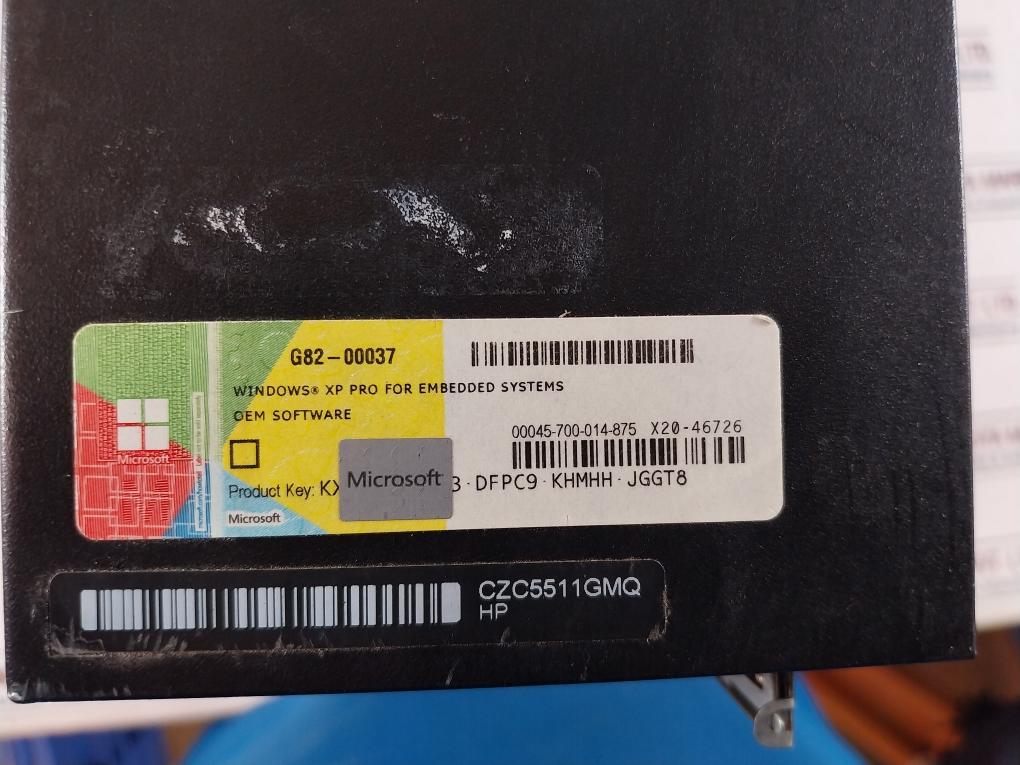 G82-00037
WINDOWS® XP PRO FOR EMBEDDED SYSTEMS
OEM SOFTWARE
00045-700-014-875 X20-46726
Microsoft
Microsoft
Product Key: KX 3-DFPC9-KHMHH-JGGT8
Microsoft
CZC5511GMQ
HP